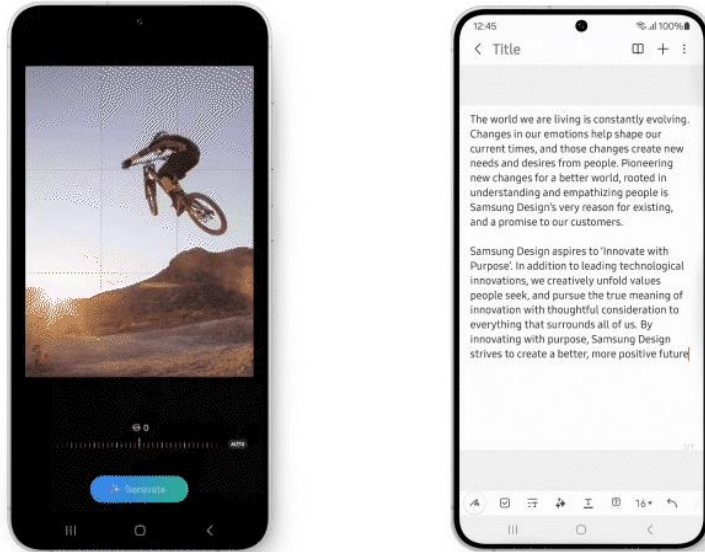 0
AUTO
Generate
12:45
100%
Title
The world we are living is constantly evolving.
Changes in our emotions help shape our
current times, and those changes create new
needs and desires from people. Pioneering
new changes for a better world, rooted in
understanding and empathizing people is
Samsung Design's very reason for existing,
and a promise to our customers.
Samsung Design aspires to 'Innovate with
Purpose'. In addition to leading technological
innovations, we creatively unfold values
people seek, and pursue the true meaning of
innovation with thoughtful consideration to
everything that surrounds all of us. By
innovating with purpose, Samsung Design
strives to create a better, more positive future
1/1
16